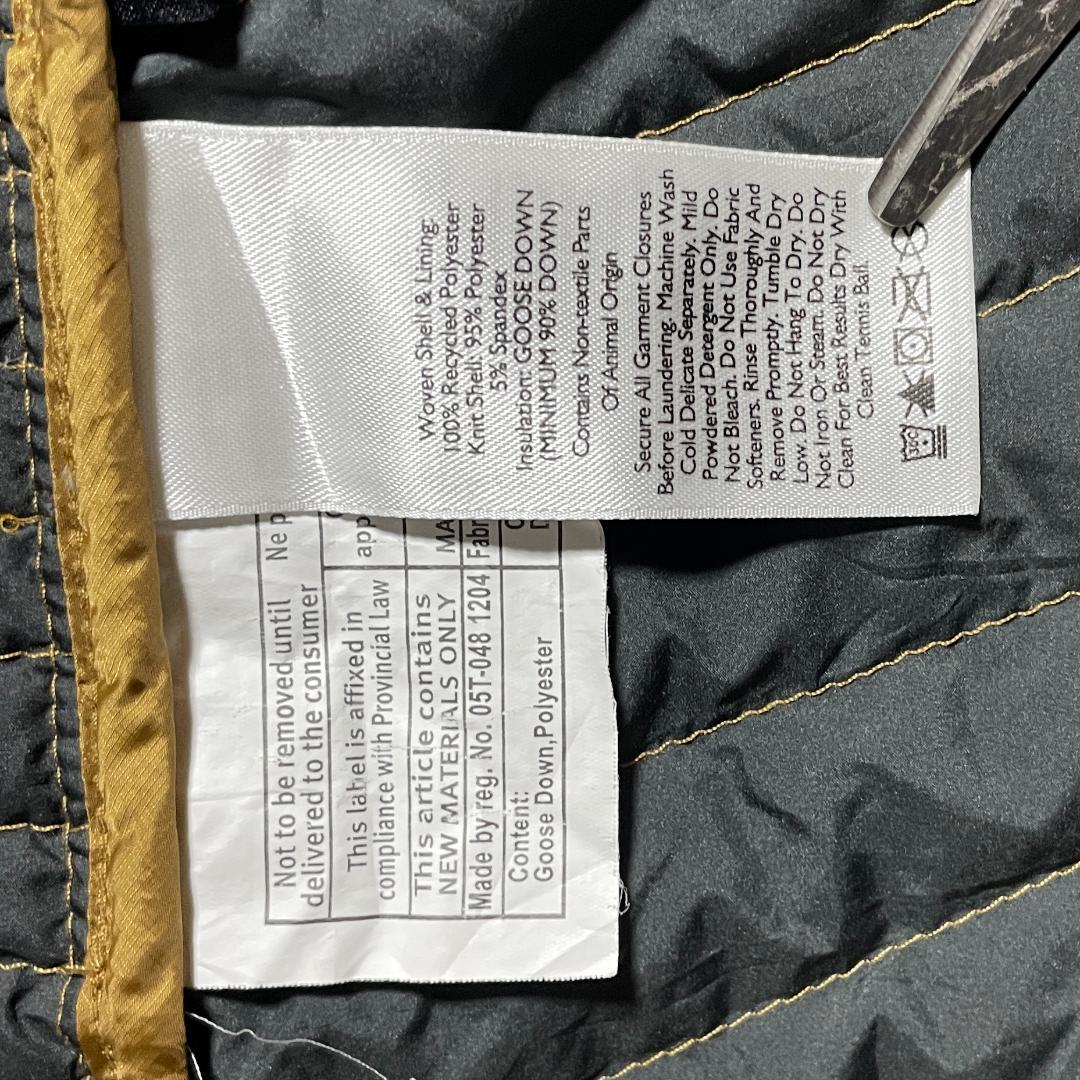 Woven Shell & Lining:
100% Recycled Polyester
Knit Shell: 95% Polyester
5% Spandex
Insulation: GOOSE DOWN
(MINIMUM 90% DOWN)
Contains Non-textile Parts
Of Animal Origin
Secure All Garment Closures
Before Laundering. Machine Wash
Cold Delicate Separately. Mild
Powdered Detergent Only. Do
Not Bleach. Do Not Use Fabric
Softeners. Rinse Thoroughly And
Remove Promptly. Tumble Dry
Low. Do Not Hang To Dry. Do
Not Iron Or Steam. Do Not Dry
Clean For Best Results Dry With
Clean Tennis Ball.
30C
Not to be removed until
delivered to the consumer
This label is affixed in
compliance with Provincial Law
This article contains
NEW MATERIALS ONLY
Made by reg. No. 05T-048 1204
Content:
Goose Down,Polyester
Ne p
app
MA
Fabr